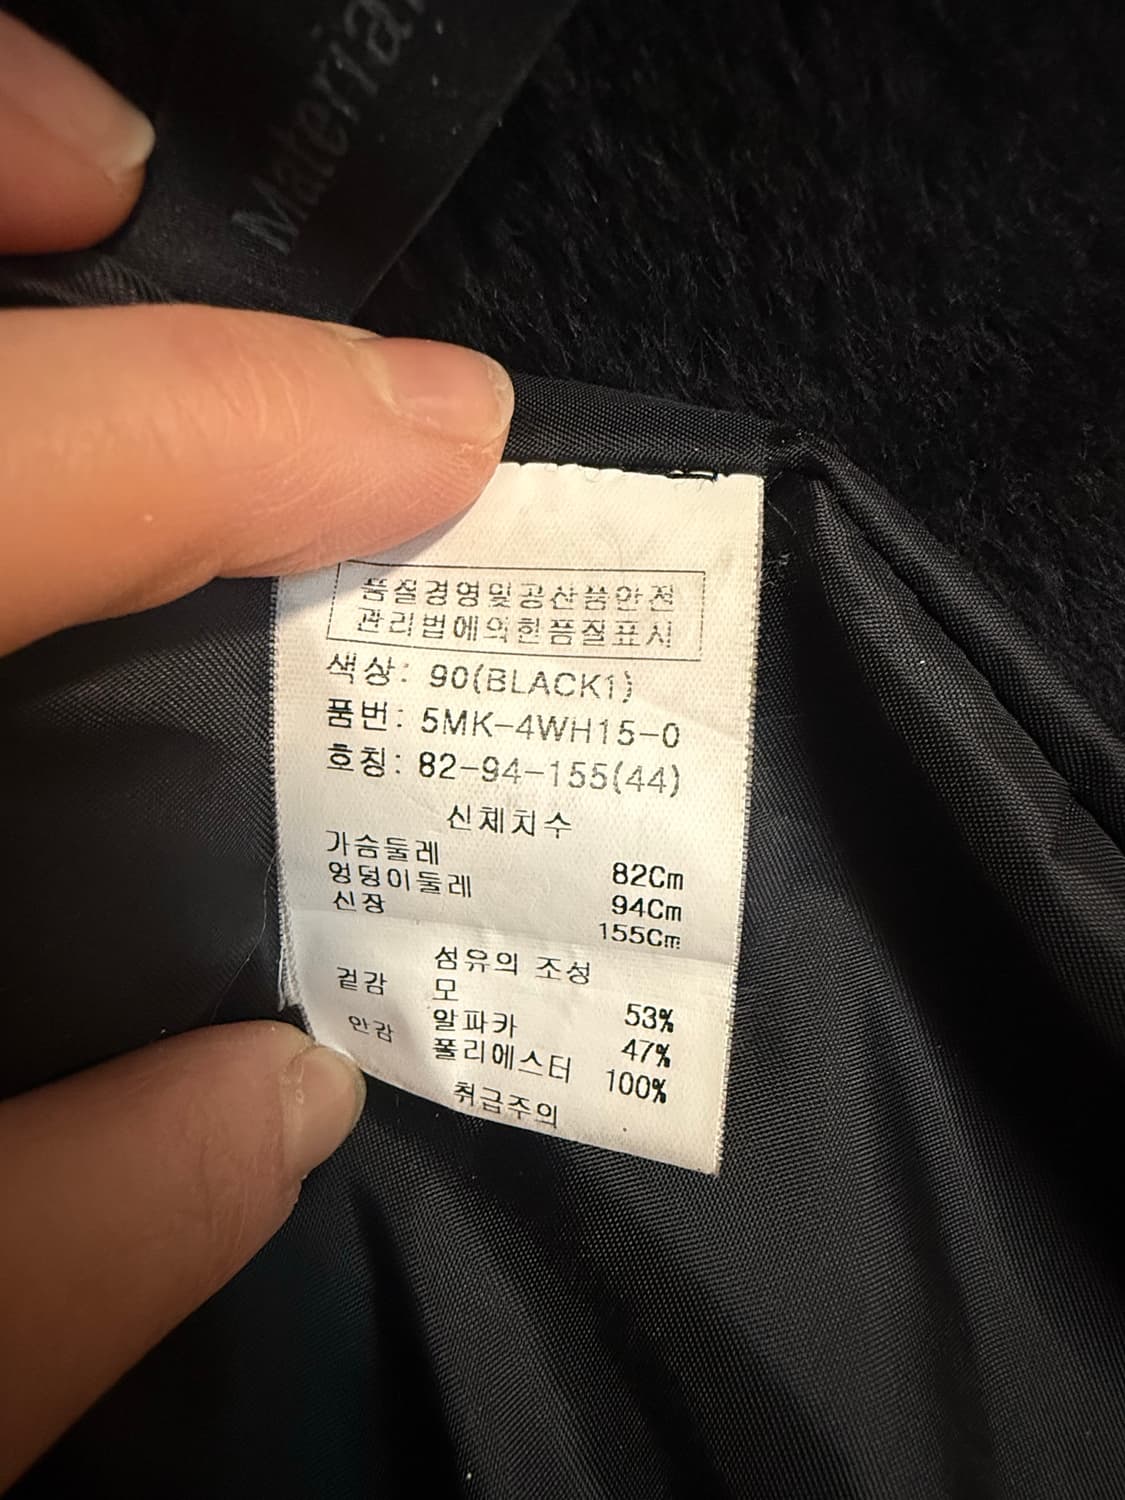 Material
품질경영및공산품안전
관리법에의한품질표시
색상: 90(BLACK1)
품번: 5MK-4WH15-0
호칭: 82-94-155(44)
신체치수
가슴둘레 82Cm
엉덩이둘레 94Cm
신장 155Cm
섬유의 조성
겉감 모 53%
알파카 47%
안감 폴리에스터 100%
취급주의